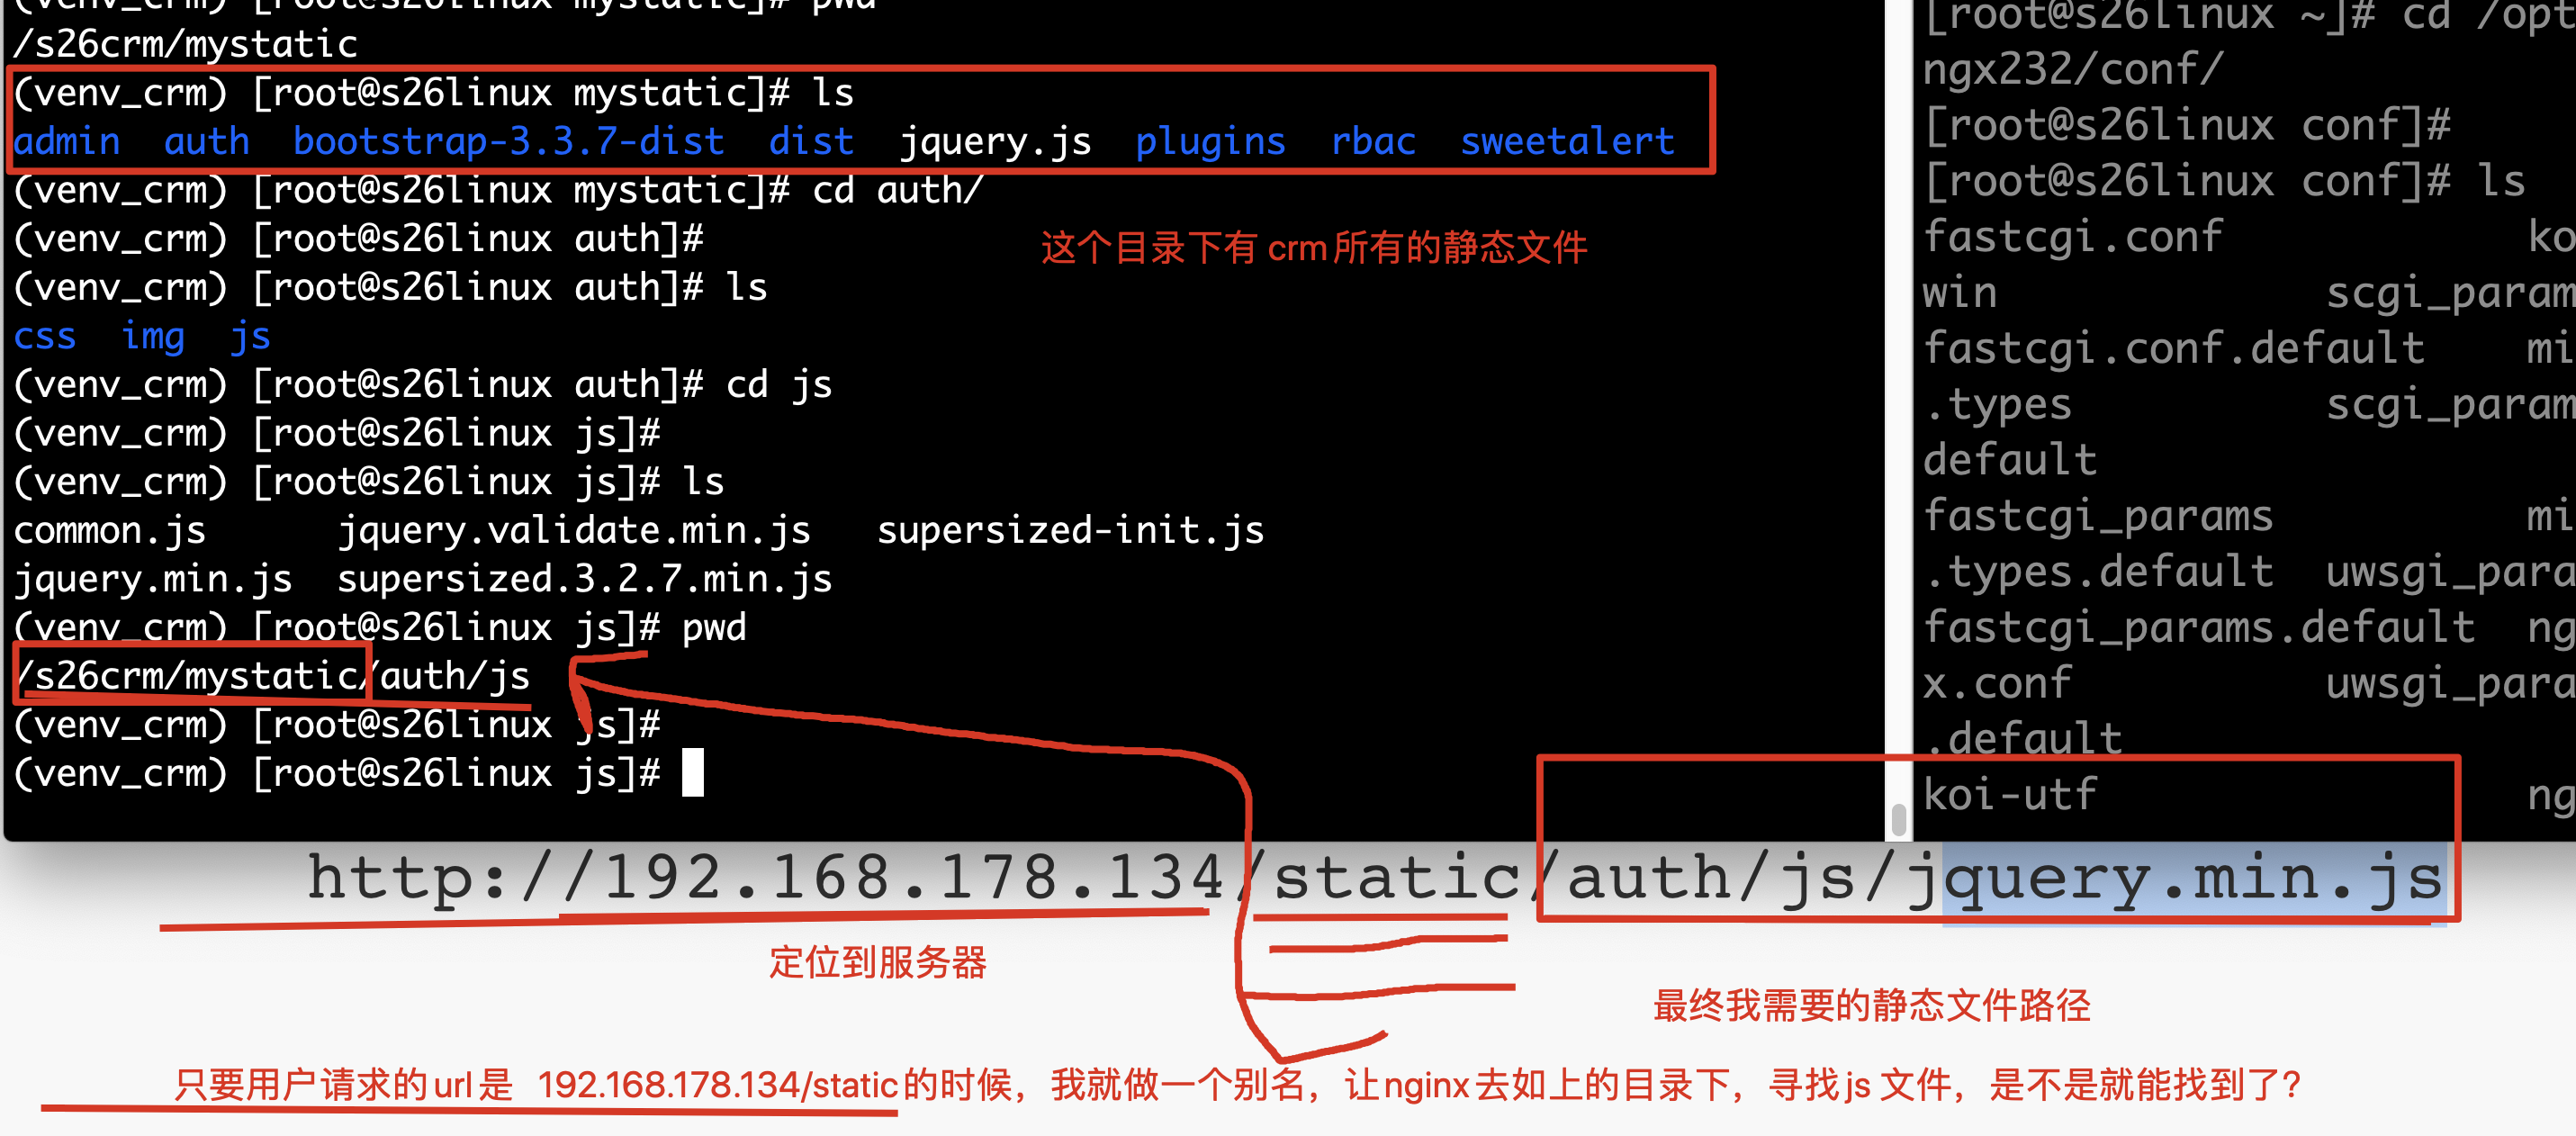 (venv_crm) [root@s26linux mystatic]# pwd
/s26crm/mystatic
(venv_crm) [root@s26linux mystatic]# ls
admin  auth  bootstrap-3.3.7-dist  dist  jquery.js  plugins  rbac  sweetalert
(venv_crm) [root@s26linux mystatic]# cd auth/
(venv_crm) [root@s26linux auth]#
这个目录下有 crm 所有的静态文件
(venv_crm) [root@s26linux auth]# ls
css  img  js
(venv_crm) [root@s26linux auth]# cd js
(venv_crm) [root@s26linux js]#
(venv_crm) [root@s26linux js]# ls
common.js      jquery.validate.min.js   supersized-init.js
jquery.min.js  supersized.3.2.7.min.js
(venv_crm) [root@s26linux js]# pwd
/s26crm/mystatic/auth/js
(venv_crm) [root@s26linux js]#
(venv_crm) [root@s26linux js]#
[root@s26linux ~]# cd /opt
ngx232/conf/
[root@s26linux conf]#
[root@s26linux conf]# ls
fastcgi.conf              ko
win               scgi_param
fastcgi.conf.default     mi
.types            scgi_param
default
fastcgi_params            mi
.types.default  uwsgi_para
fastcgi_params.default  ng
x.conf            uwsgi_para
.default
koi-utf                   ng
http://192.168.178.134/static/auth/js/jquery.min.js
定位到服务器
最终我需要的静态文件路径
只要用户请求的url是 192.168.178.134/static的时候，我就做一个别名，让nginx去如上的目录下，寻找js 文件，是不是就能找到了？